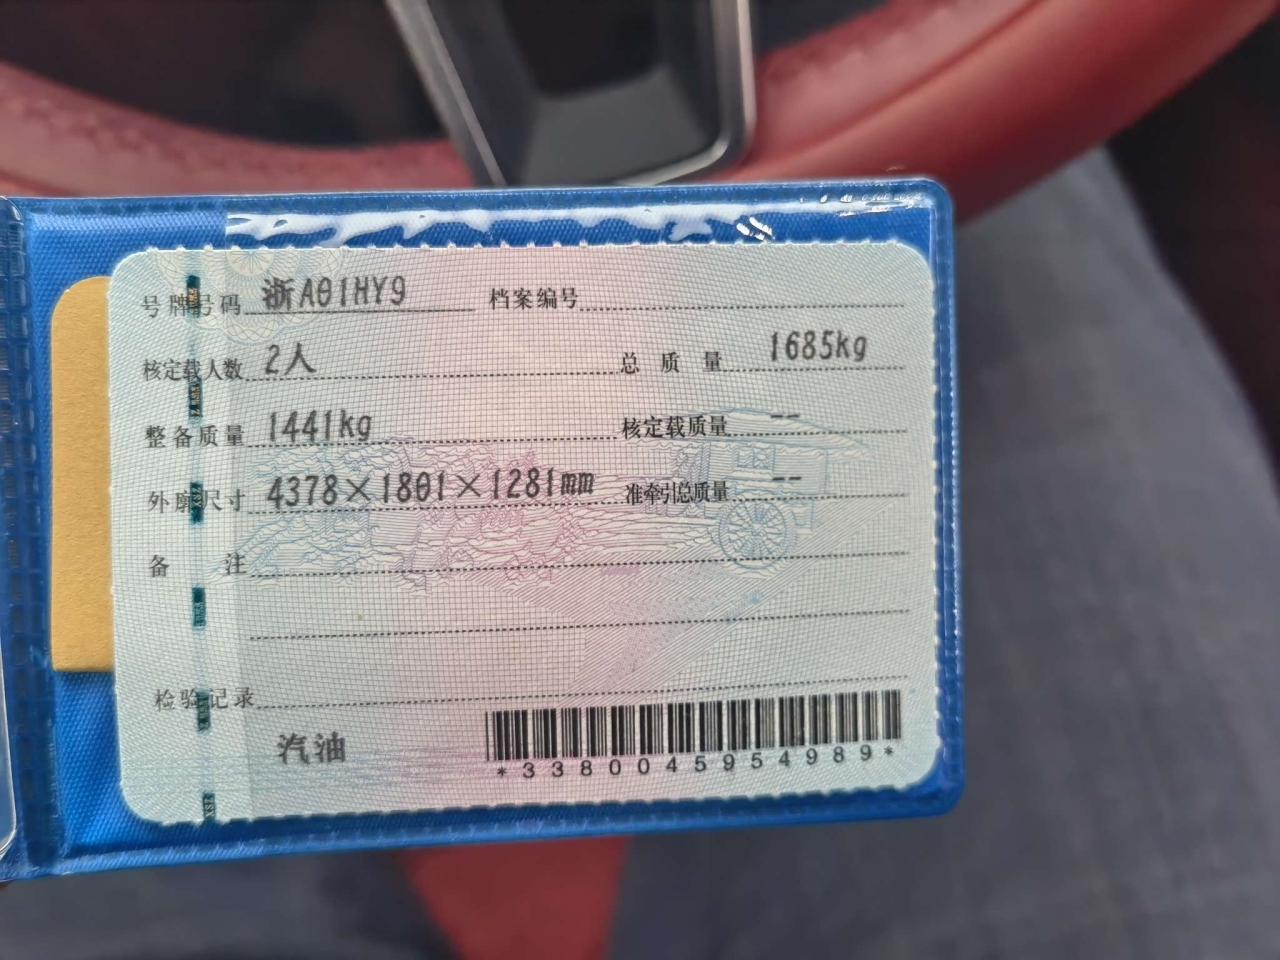 号牌号码 浙A01HY9 档案编号
核定载人数 2人 总质量 1685kg
整备质量 1441kg 核定载质量 --
外廓尺寸 4378×1801×1281mm 准牵引总质量 --
备注
检验记录
汽油
*3380045954989*